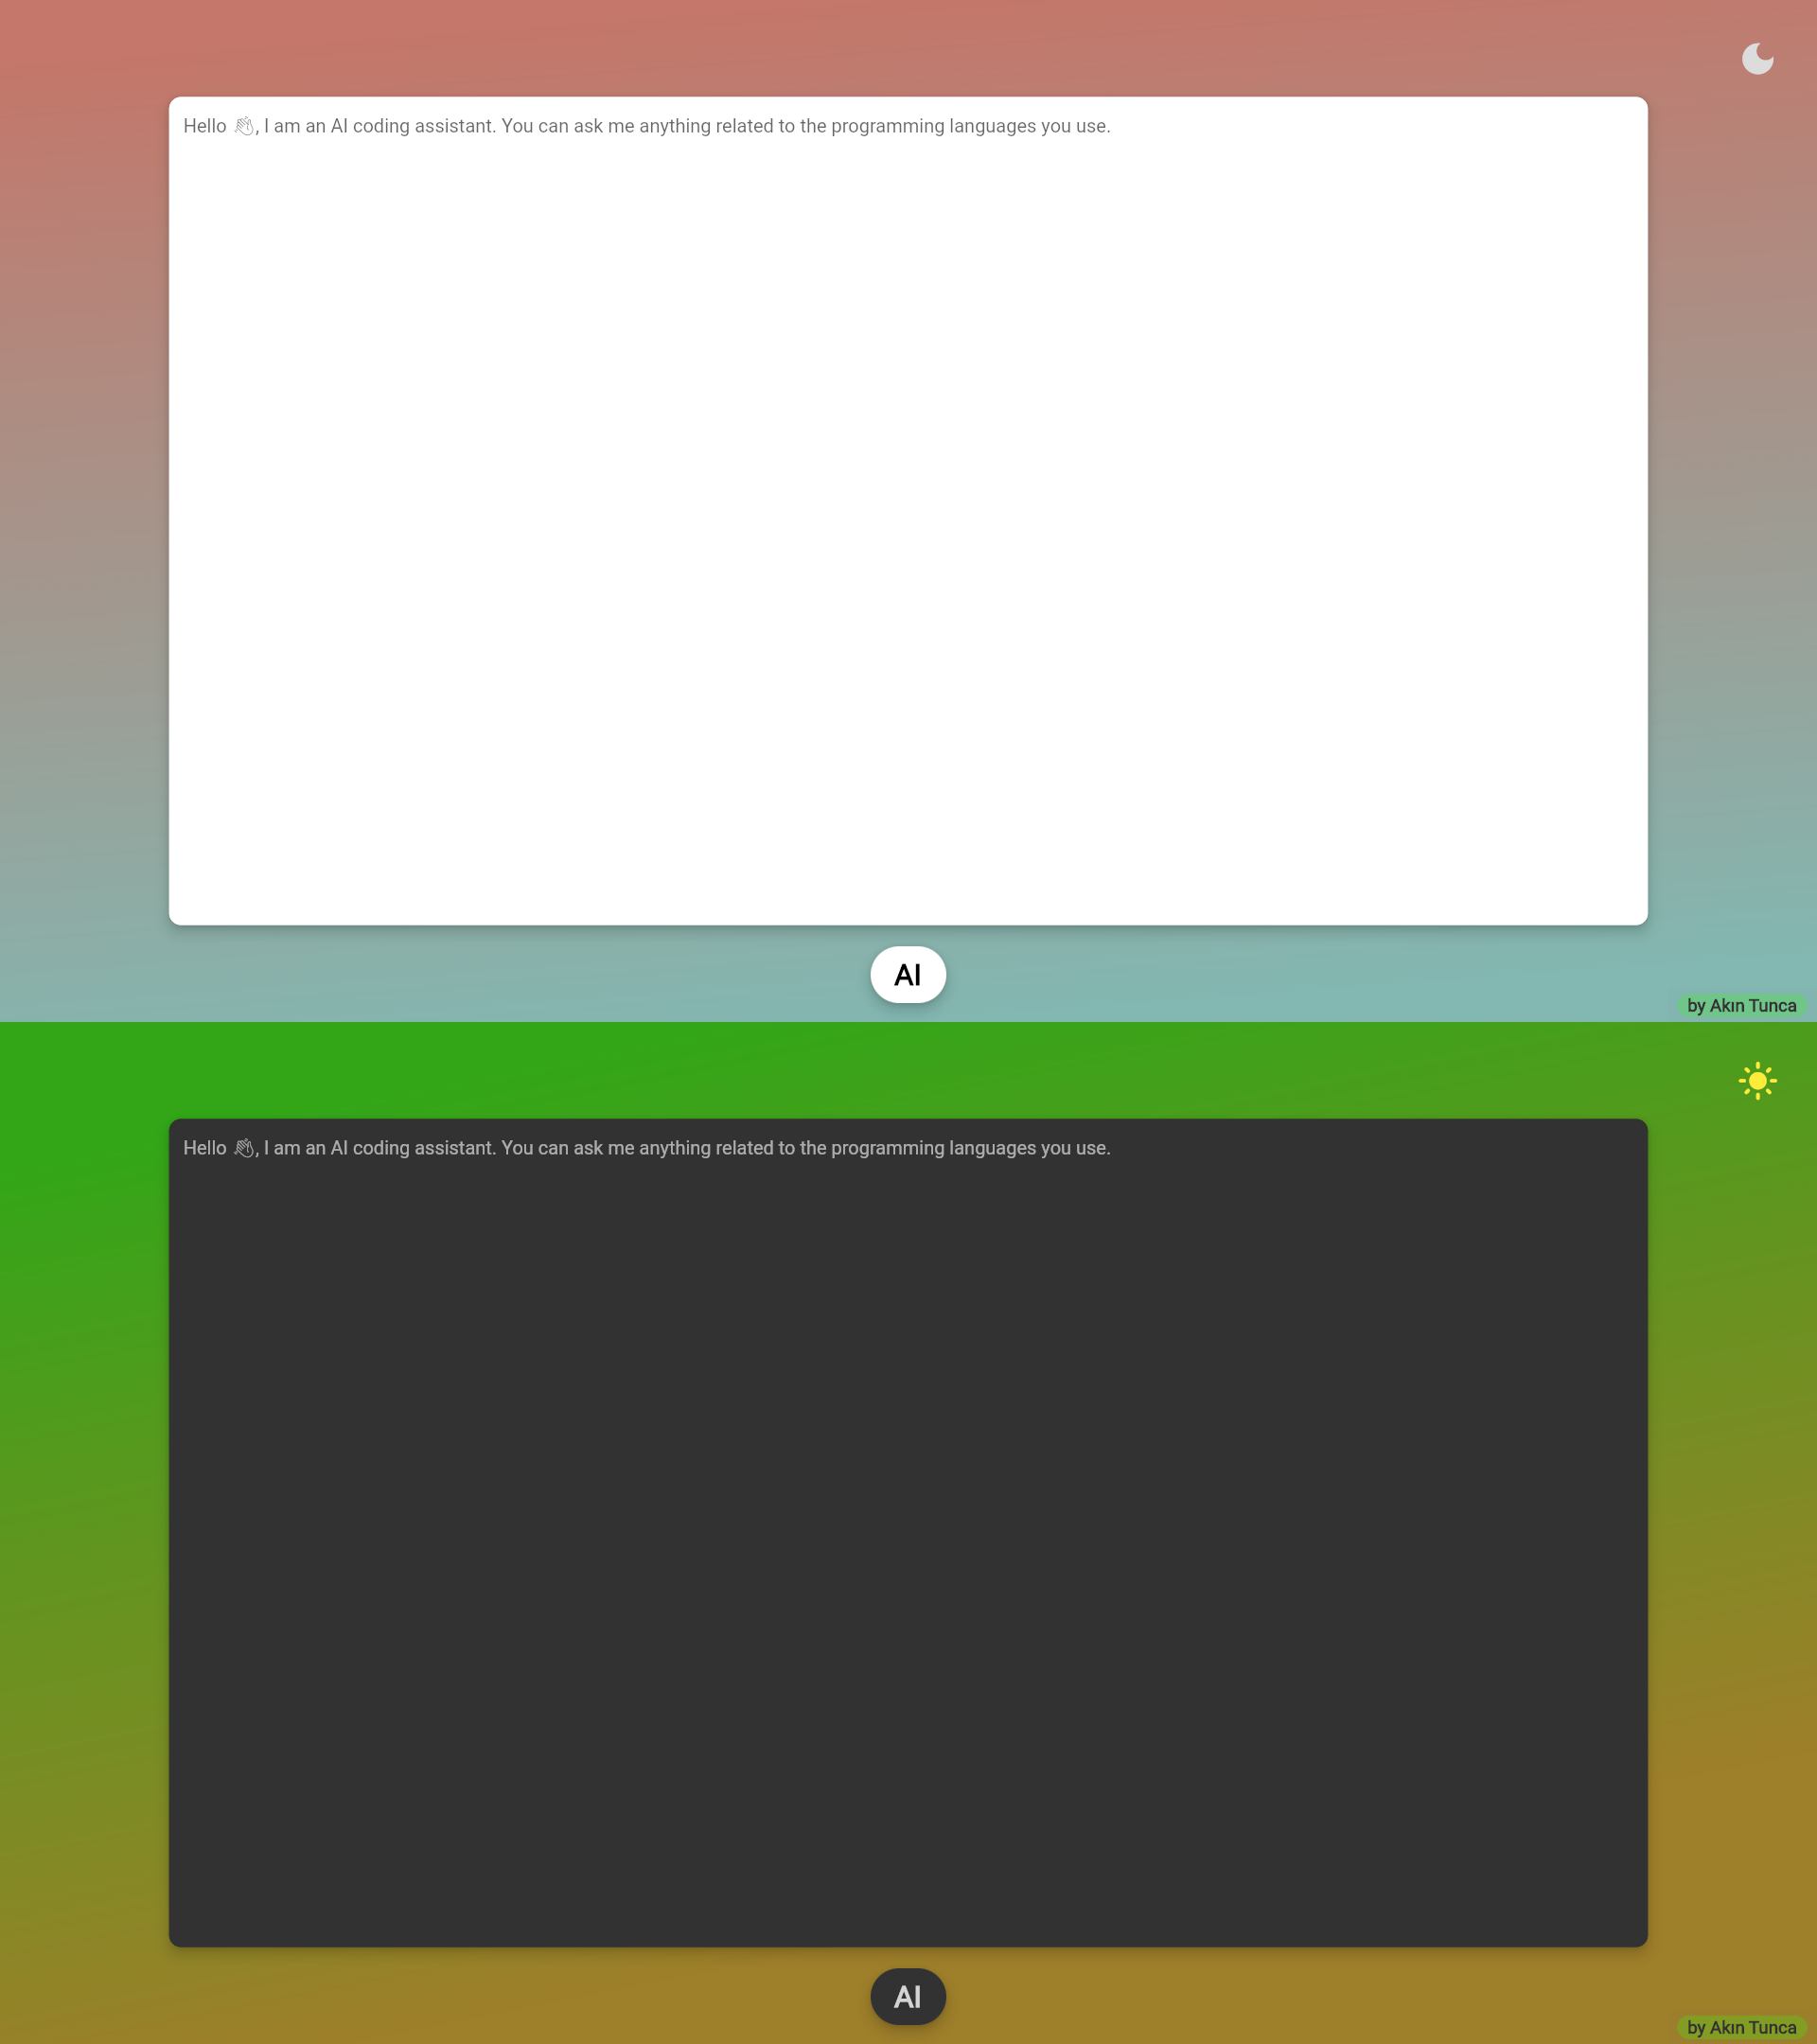 Hello 👋, I am an AI coding assistant. You can ask me anything related to the programming languages you use.
AI
by Akın Tunca
Hello 👋, I am an AI coding assistant. You can ask me anything related to the programming languages you use.
AI
by Akın Tunca